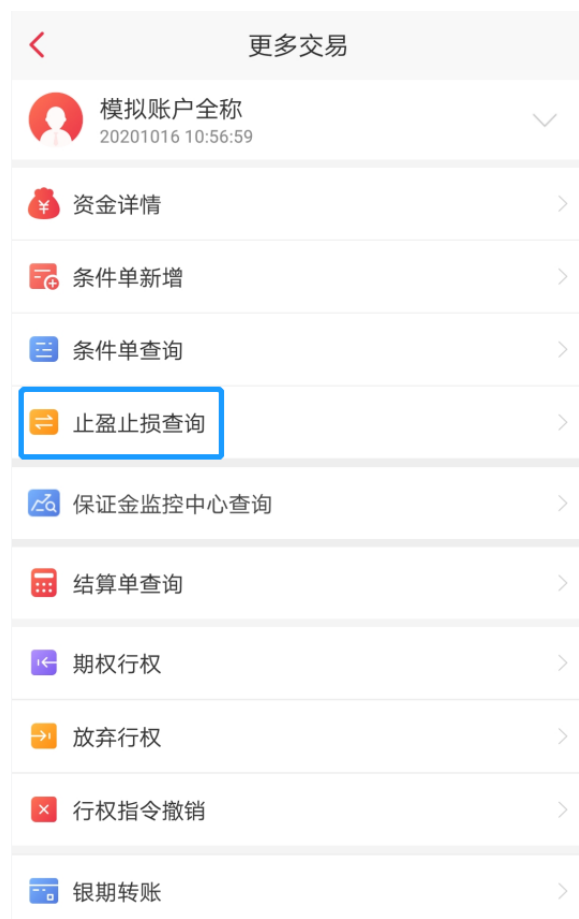 更多交易
模拟账户全称
20201016 10:56:59
资金详情
条件单新增
条件单查询
止盈止损查询
保证金监控中心查询
结算单查询
期权行权
放弃行权
行权指令撤销
银期转账